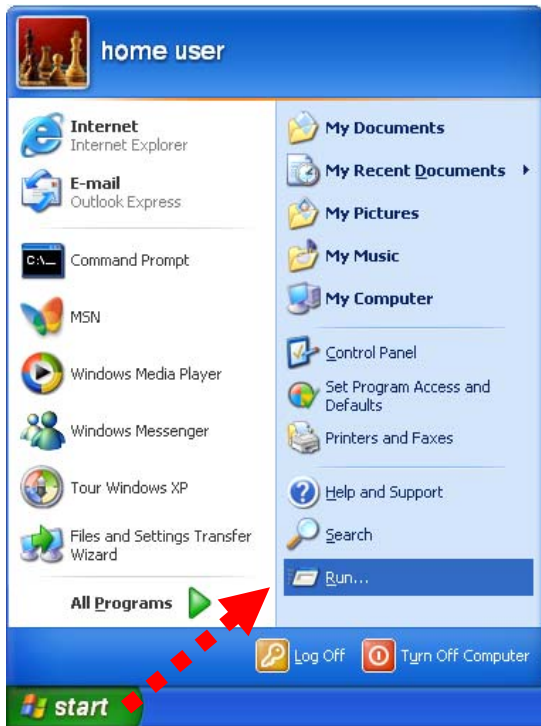 home user
Internet
Internet Explorer
E-mail
Outlook Express
C:\_
Command Prompt
MSN
Windows Media Player
Windows Messenger
Tour Windows XP
Files and Settings Transfer
Wizard
All Programs
My Documents
My Recent Documents
My Pictures
My Music
My Computer
Control Panel
Set Program Access and
Defaults
Printers and Faxes
Help and Support
Search
Run...
Log Off
Turn Off Computer
start